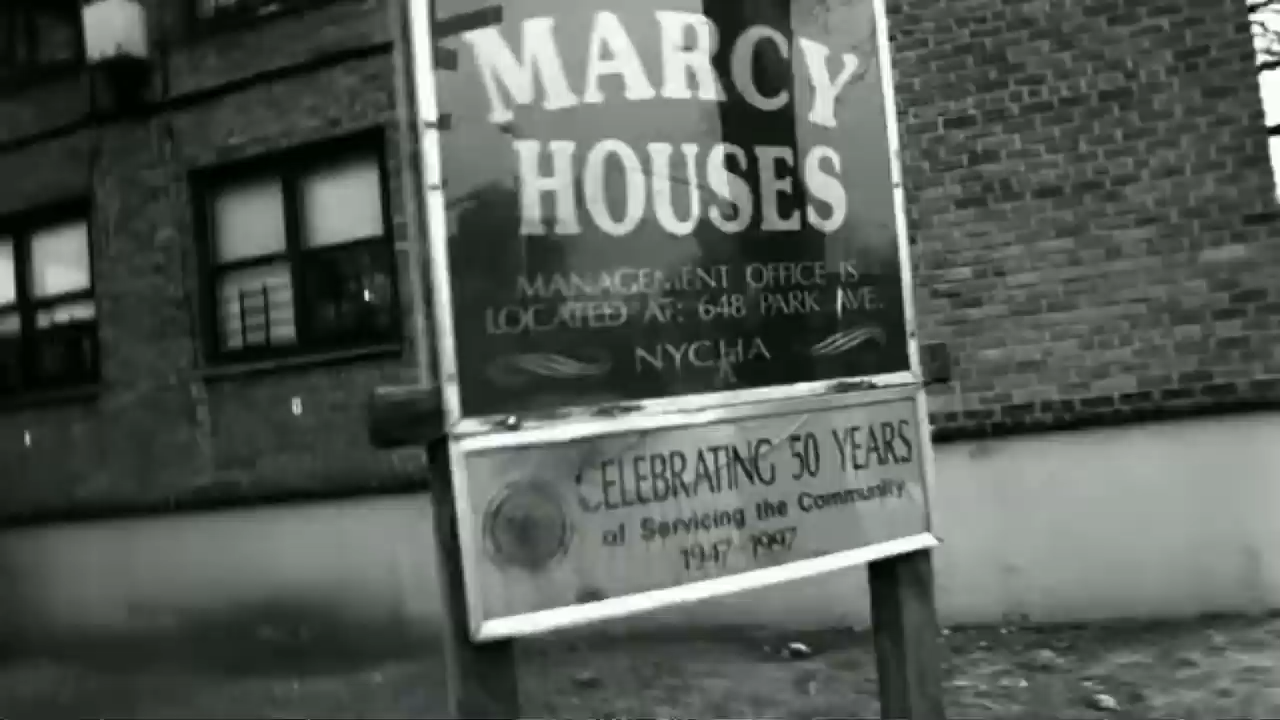 MARCY
HOUSES
MANAGEMENT OFFICE IS
LOCATED AT: 648 PARK AVE.
NYCHA
CELEBRATING 50 YEARS
of Servicing the Community
1947 1997